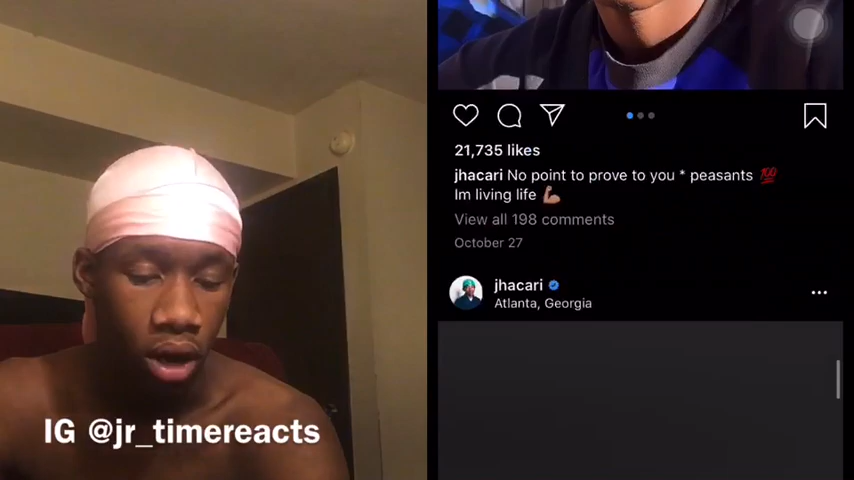 IG @jr_timereacts
21,735 likes
jhacari No point to prove to you * peasants 💯
Im living life 💪🏽
View all 198 comments
October 27
jhacari
Atlanta, Georgia